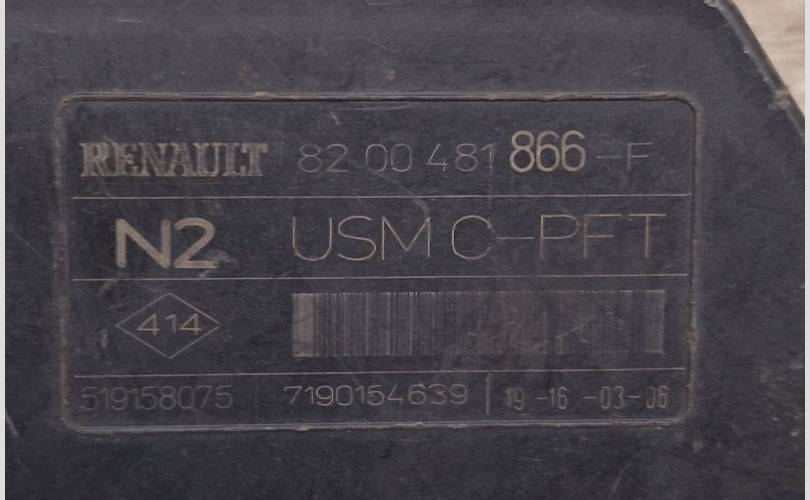 RENAULT 82 00 481 866 -F
N2 USM C-PFT
414
519158075 7190154639 | 19 -16 -03-06